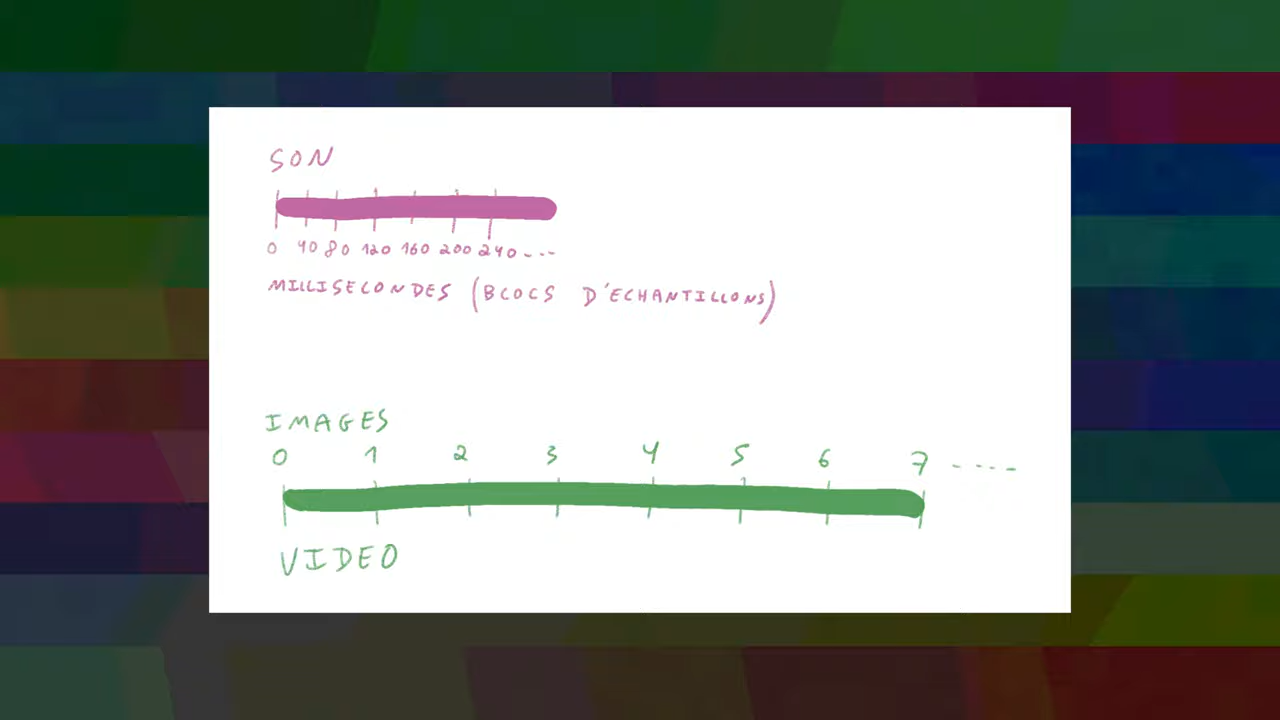 SON
0 40 80 120 160 200 240 ----
MILLISECONDES (BLOCS D'ECHANTILLONS)
IMAGES
0 1 2 3 4 5 6 7 ----
VIDEO